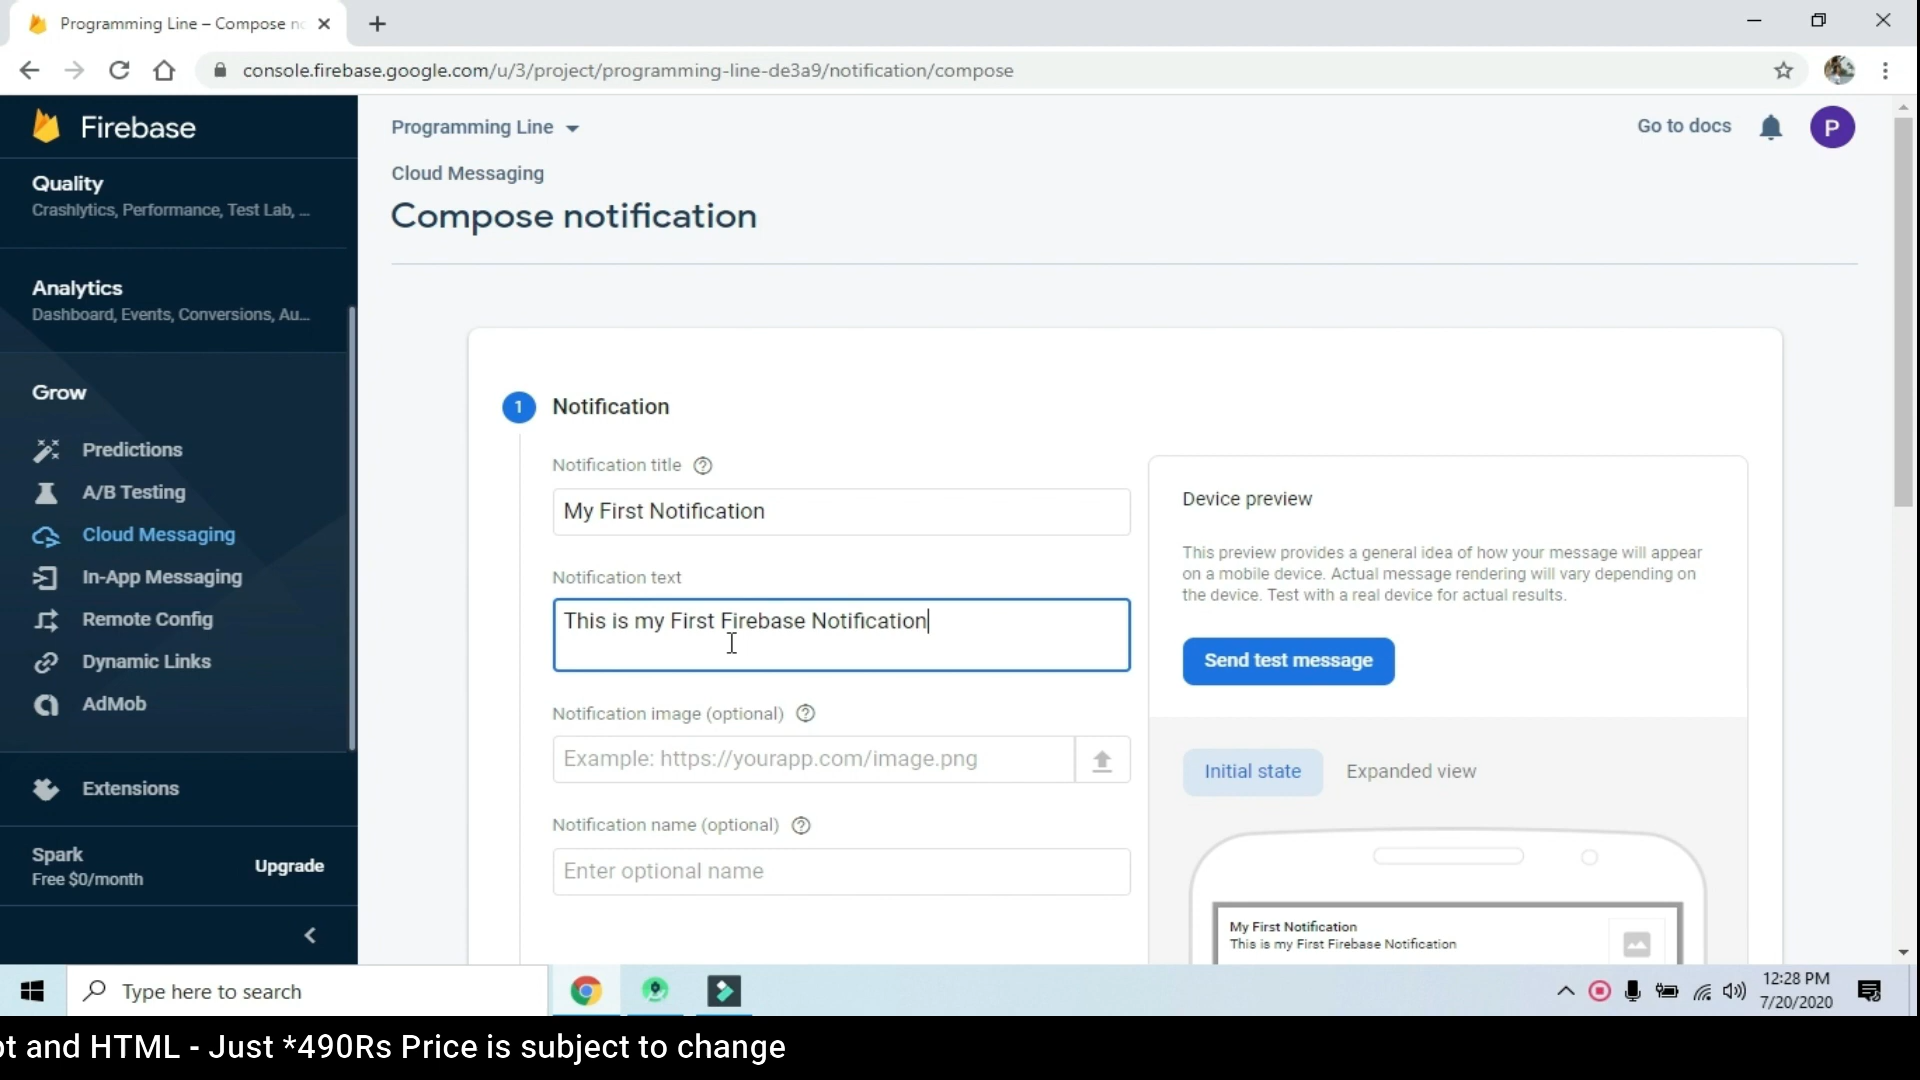 Programming Line – Compose no
console.firebase.google.com/u/3/project/programming-line-de3a9/notification/compose
Firebase
Quality
Crashlytics, Performance, Test Lab, ...
Analytics
Dashboard, Events, Conversions, Au...
Grow
Predictions
A/B Testing
Cloud Messaging
In-App Messaging
Remote Config
Dynamic Links
AdMob
Extensions
Spark
Free $0/month
Upgrade
Programming Line
Go to docs
P
Cloud Messaging
Compose notification
1 Notification
Notification title
My First Notification
Notification text
This is my First Firebase Notification
Notification image (optional)
Example: https://yourapp.com/image.png
Notification name (optional)
Enter optional name
Device preview
This preview provides a general idea of how your message will appear
on a mobile device. Actual message rendering will vary depending on
the device. Test with a real device for actual results.
Send test message
Initial state
Expanded view
My First Notification
This is my First Firebase Notification
Type here to search
12:28 PM
7/20/2020
pt and HTML - Just *490Rs Price is subject to change